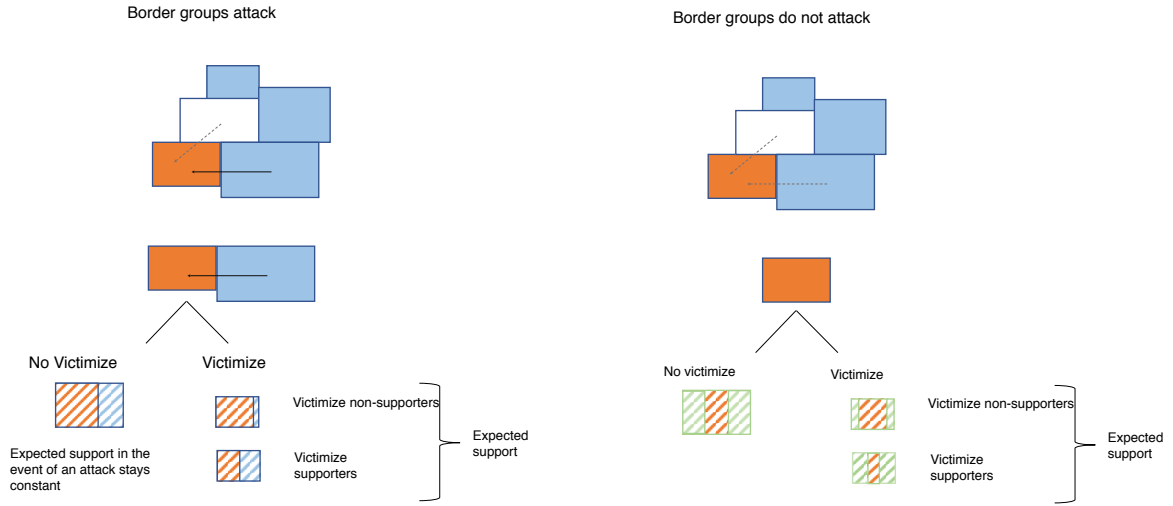 Border groups attack
Border groups do not attack
No Victimize
Victimize
Victimize non-supporters
Victimize
supporters
Expected
support
Expected support in the
event of an attack stays
constant
No victimize
Victimize
Victimize non-supporters
Victimize
supporters
Expected
support